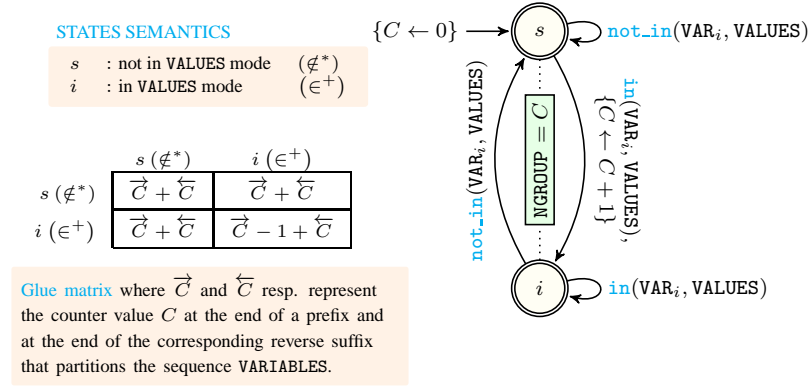 STATES SEMANTICS
s : not in VALUES mode (∉*)
i : in VALUES mode (∈⁺)
s (∉*) i (∈⁺)
s (∉*) C⃗ + C⃖ C⃗ + C⃖
i (∈⁺) C⃗ + C⃖ C⃗ − 1 + C⃖
Glue matrix where C⃗ and C⃖ resp. represent
the counter value C at the end of a prefix and
at the end of the corresponding reverse suffix
that partitions the sequence VARIABLES.
{C ← 0}
s
not_in(VARᵢ, VALUES)
not_in(VARᵢ, VALUES)
NGROUP = C
in(VARᵢ, VALUES),
{C ← C + 1}
i
in(VARᵢ, VALUES)